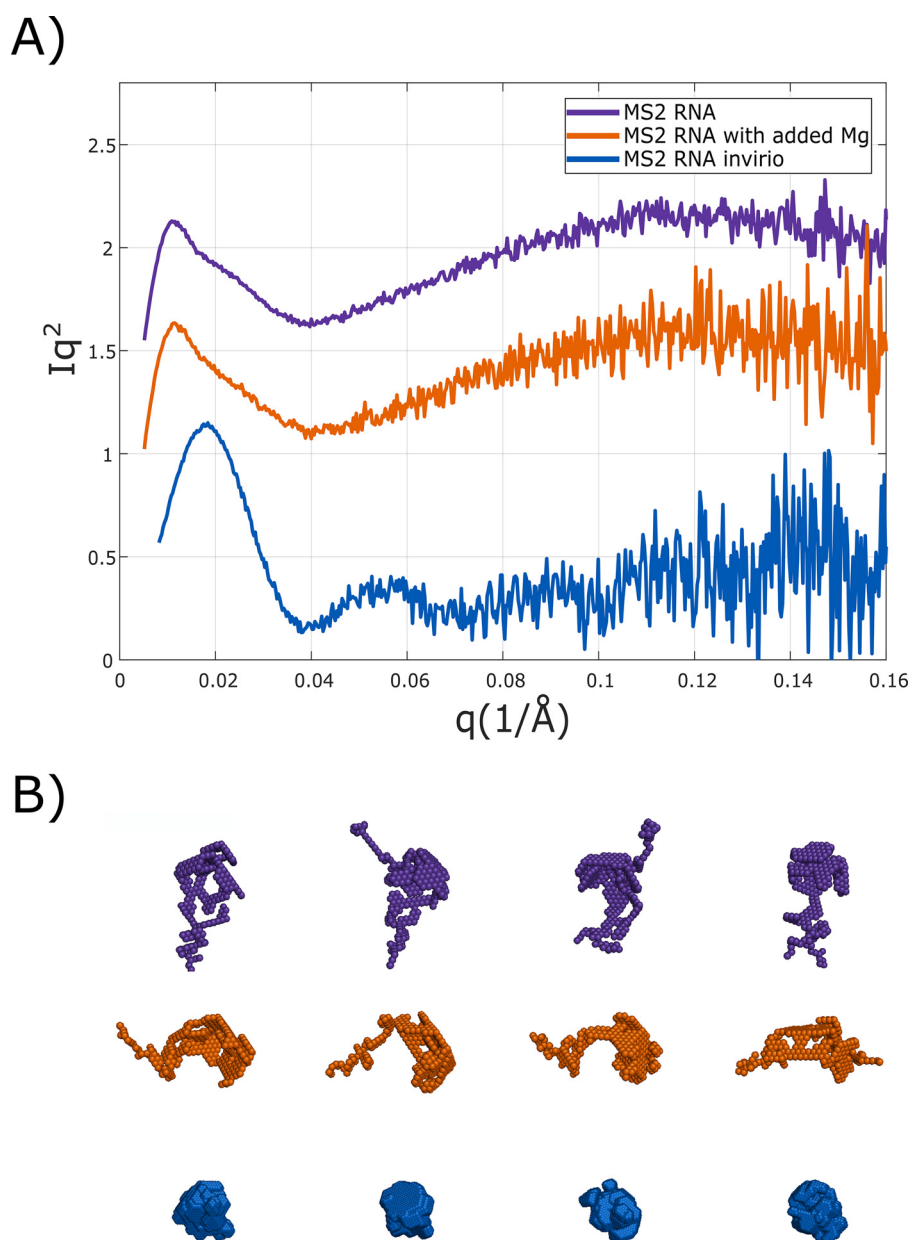 A)
MS2 RNA
MS2 RNA with added Mg
MS2 RNA invirio
2.5
2
1.5
1
0.5
0
Iq²
0 0.02 0.04 0.06 0.08 0.1 0.12 0.14 0.16
q(1/Å)
B)